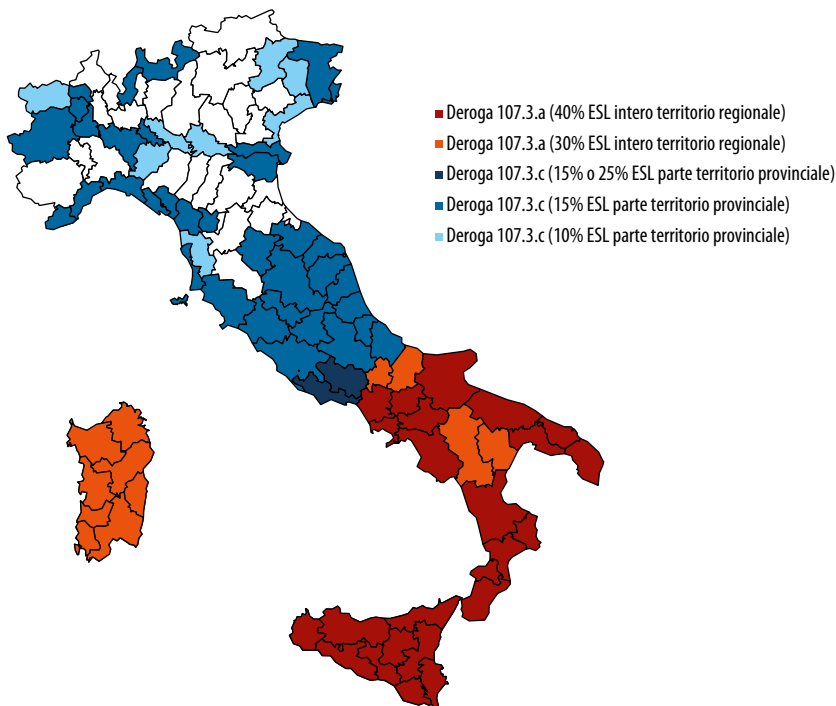 Deroga 107.3.a (40% ESL intero territorio regionale)
Deroga 107.3.a (30% ESL intero territorio regionale)
Deroga 107.3.c (15% o 25% ESL parte territorio provinciale)
Deroga 107.3.c (15% ESL parte territorio provinciale)
Deroga 107.3.c (10% ESL parte territorio provinciale)